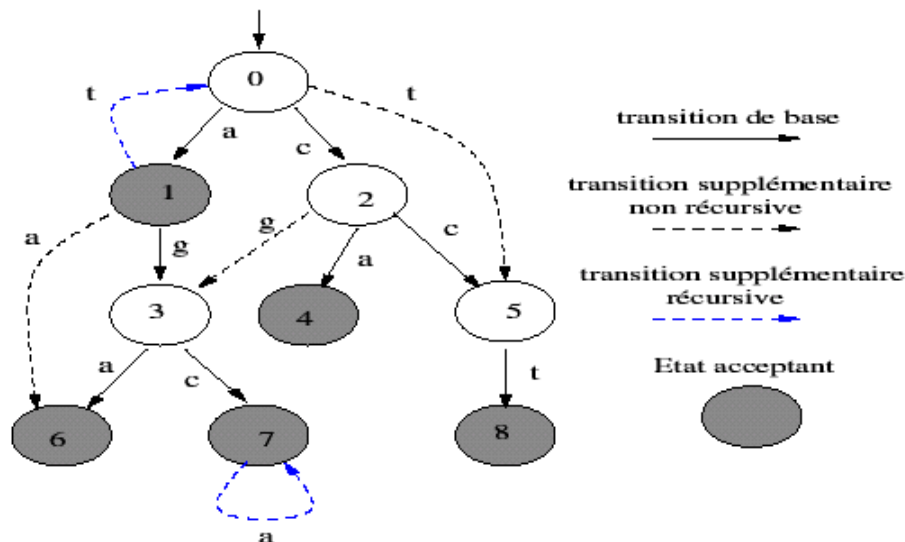 0
t
t
a
c
transition de base
1
2
transition supplémentaire
non récursive
a
g
g
a
c
transition supplémentaire
récursive
3
4
5
a
c
t
Etat acceptant
6
7
8
a